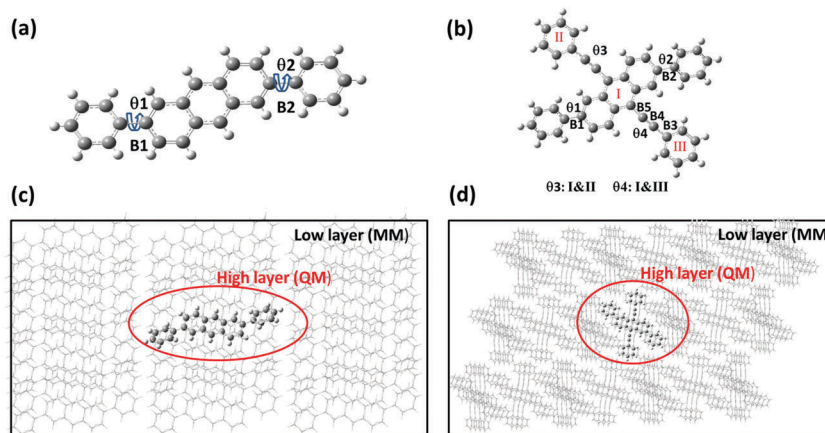 (a)
θ1
B1
θ2
B2
(b)
II
θ3
θ2
B2
I
θ1
B1
B5
B4
B3
θ4
III
θ3: I&II θ4: I&III
(c)
Low layer (MM)
High layer (QM)
(d)
Low layer (MM)
High layer (QM)